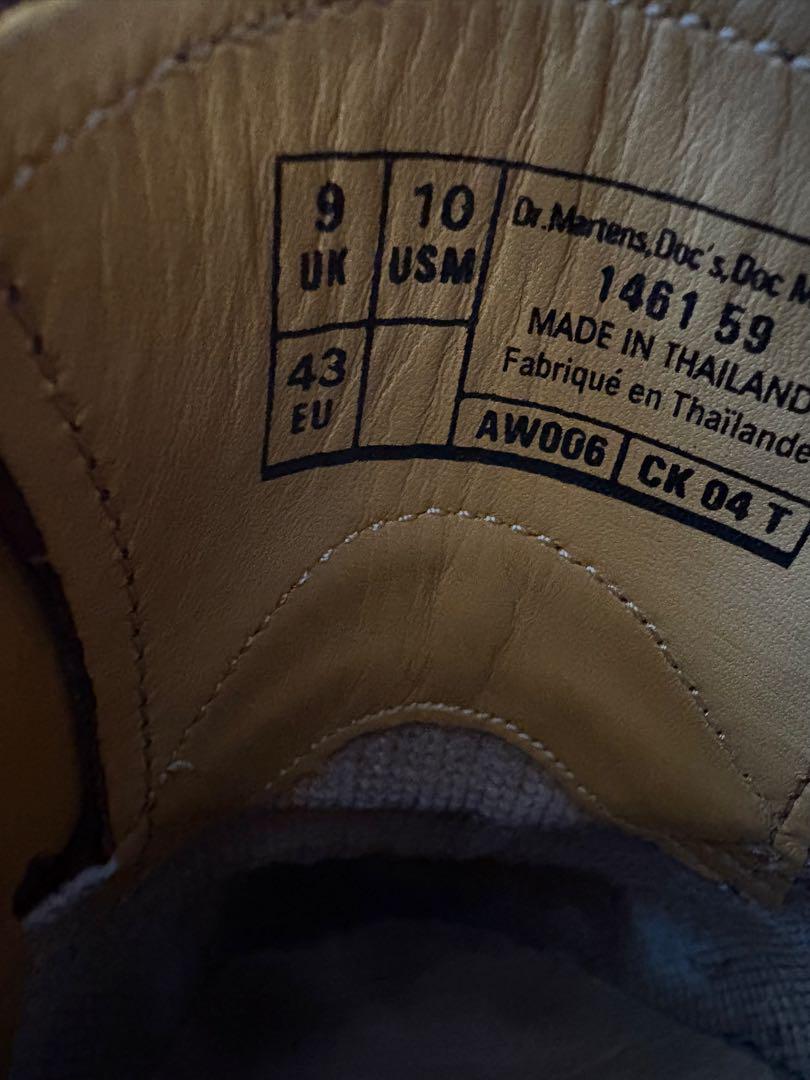 9
UK
10
USM
43
EU
Dr.Martens,Doc's,Doc
1461 59
MADE IN THAILAND
Fabriqué en Thaïlande
AW006
CK 04 T